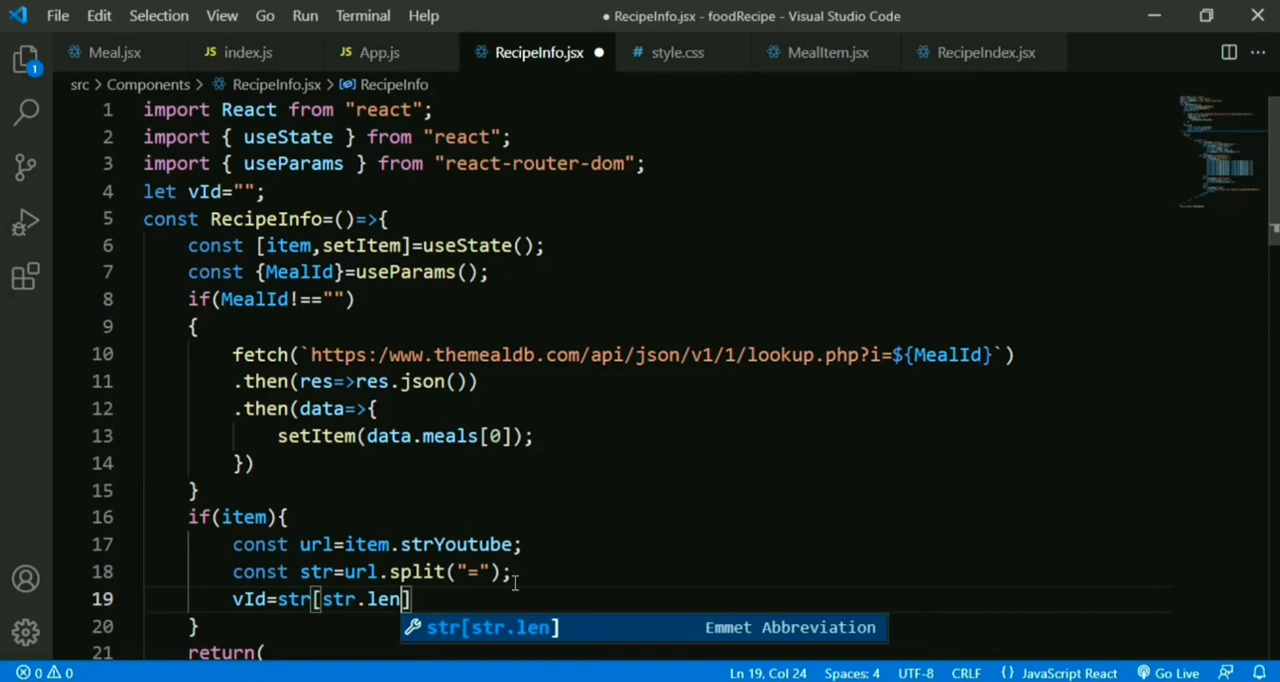 File Edit Selection View Go Run Terminal Help ● RecipeInfo.jsx - foodRecipe - Visual Studio Code
Meal.jsx JS index.js JS App.js RecipeInfo.jsx ● # style.css MealItem.jsx RecipeIndex.jsx
1
src > Components > RecipeInfo.jsx > RecipeInfo
1 import React from "react";
2 import { useState } from "react";
3 import { useParams } from "react-router-dom";
4 let vId="";
5 const RecipeInfo=()=>{
6 const [item,setItem]=useState();
7 const {MealId}=useParams();
8 if(MealId!=="")
9 {
10 fetch(`https:/www.themealdb.com/api/json/v1/1/lookup.php?i=${MealId}`)
11 .then(res=>res.json())
12 .then(data=>{
13 setItem(data.meals[0]);
14 })
15 }
16 if(item){
17 const url=item.strYoutube;
18 const str=url.split("=");
19 vId=str[str.len]
20 }
str[str.len] Emmet Abbreviation
21 return(
0 0 Ln 19, Col 24 Spaces: 4 UTF-8 CRLF {} JavaScript React Go Live